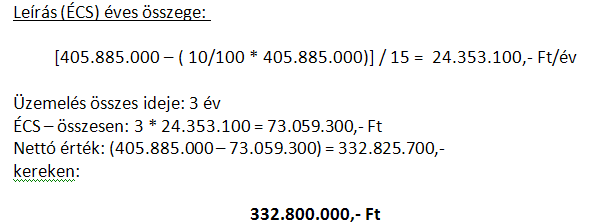 Leírás (ÉCS) éves összege:
[405.885.000 – ( 10/100 * 405.885.000)] / 15 = 24.353.100,- Ft/év
Üzemelés összes ideje: 3 év
ÉCS – összesen: 3 * 24.353.100 = 73.059.300,- Ft
Nettó érték: (405.885.000 – 73.059.300) = 332.825.700,-
kereken:
332.800.000,- Ft